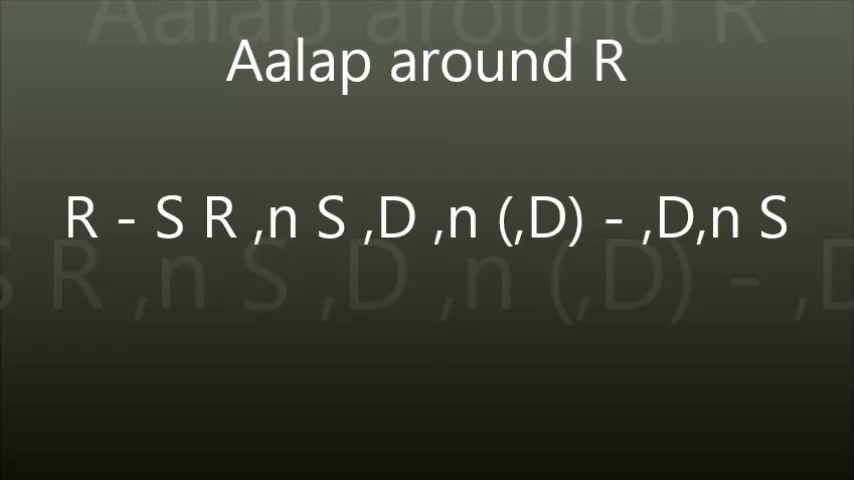 Aalap around R
R - S R ,n S ,D ,n (,D) - ,D,n S